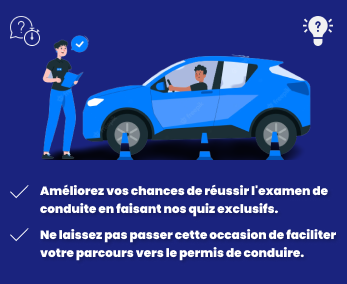 Améliorez vos chances de réussir l'examen de
conduite en faisant nos quiz exclusifs.
Ne laissez pas passer cette occasion de faciliter
votre parcours vers le permis de conduire.